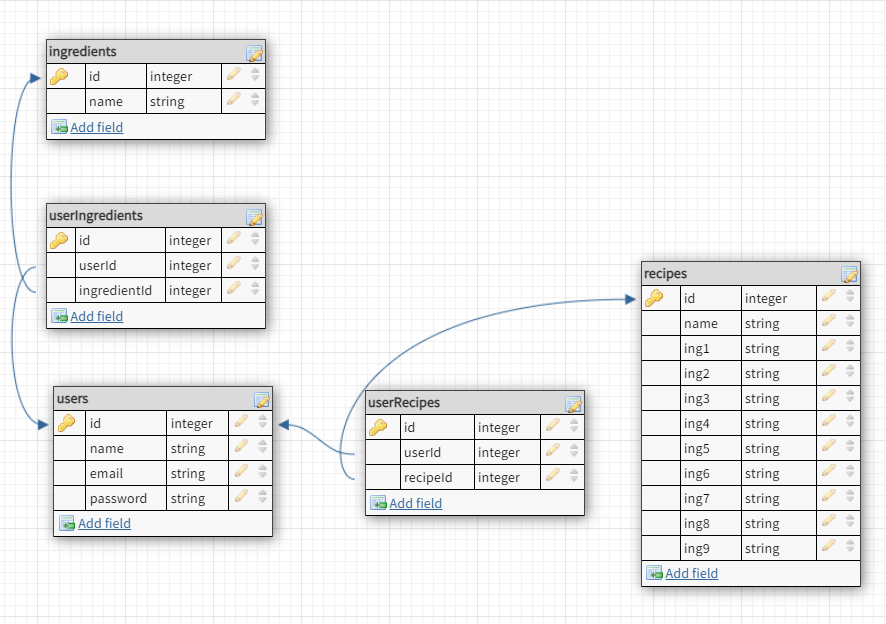 ingredients
id integer
name string
Add field
userIngredients
id integer
userId integer
ingredientId integer
Add field
users
id integer
name string
email string
password string
Add field
userRecipes
id integer
userId integer
recipeId integer
Add field
recipes
id integer
name string
ing1 string
ing2 string
ing3 string
ing4 string
ing5 string
ing6 string
ing7 string
ing8 string
ing9 string
Add field